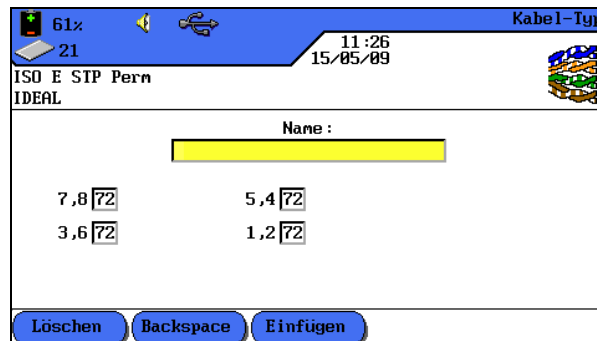 61% Kabel-Typ
21 11:26
15/05/09
ISO E STP Perm
IDEAL
Name:
7,8 72 5,4 72
3,6 72 1,2 72
Löschen Backspace Einfügen